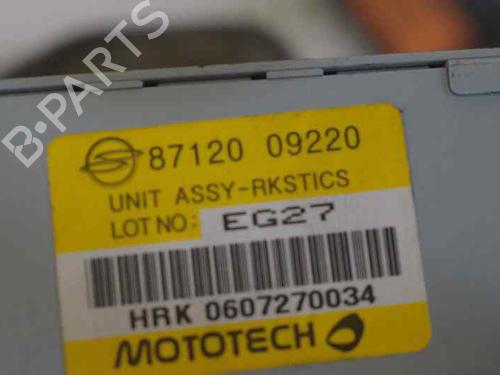 B-PARTS
87120 09220
UNIT ASSY-RKSTICS
LOT NO: EG27
HRK 0607270034
MOTOTECH